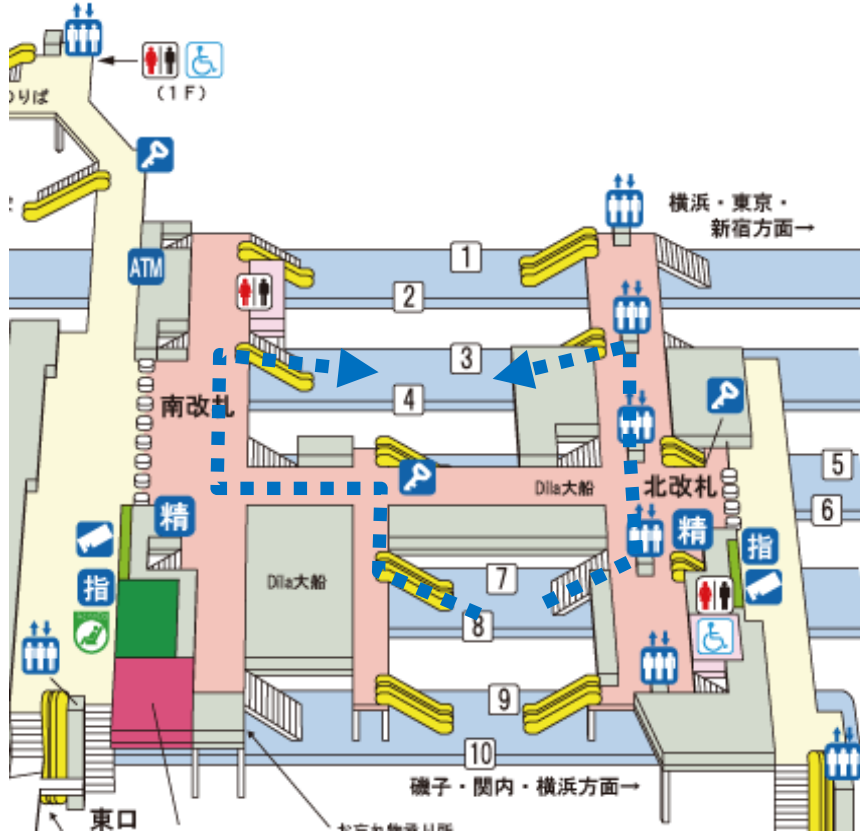 (1F)
のりば
横浜・東京・
新宿方面→
ATM
1
2
3
4
南改札
5
6
Dila大船
北改札
精
精
指
指
7
8
Dila大船
9
10
磯子・関内・横浜方面→
東口